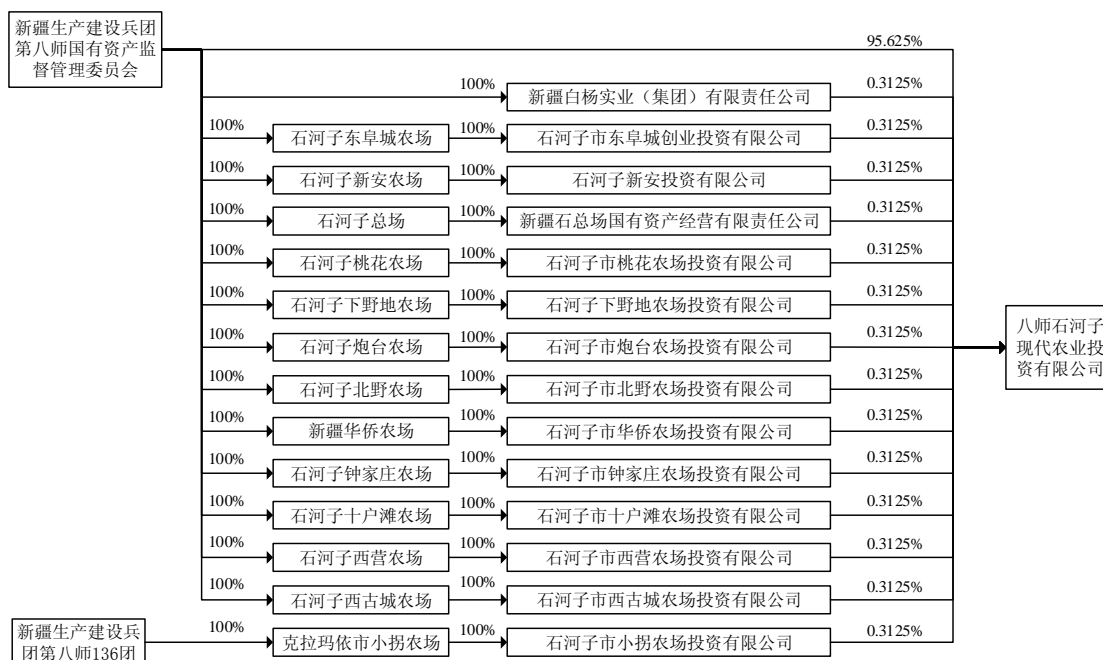 新疆生产建设兵团
第八师国有资产监
督管理委员会
95.625%
100%
新疆白杨实业（集团）有限责任公司
0.3125%
100%
石河子东阜城农场
100%
石河子市东阜城创业投资有限公司
0.3125%
100%
石河子新安农场
100%
石河子新安投资有限公司
0.3125%
100%
石河子总场
100%
新疆石总场国有资产经营有限责任公司
0.3125%
100%
石河子桃花农场
100%
石河子市桃花农场投资有限公司
0.3125%
100%
石河子下野地农场
100%
石河子下野地农场投资有限公司
0.3125%
100%
石河子炮台农场
100%
石河子市炮台农场投资有限公司
0.3125%
100%
石河子北野农场
100%
石河子市北野农场投资有限公司
0.3125%
100%
新疆华侨农场
100%
石河子市华侨农场投资有限公司
0.3125%
100%
石河子钟家庄农场
100%
石河子市钟家庄农场投资有限公司
0.3125%
100%
石河子十户滩农场
100%
石河子市十户滩农场投资有限公司
0.3125%
100%
石河子西营农场
100%
石河子市西营农场投资有限公司
0.3125%
100%
石河子西古城农场
100%
石河子市西古城农场投资有限公司
0.3125%
新疆生产建设兵
团第八师136团
100%
克拉玛依市小拐农场
100%
石河子市小拐农场投资有限公司
0.3125%
八师石河子
现代农业投
资有限公司